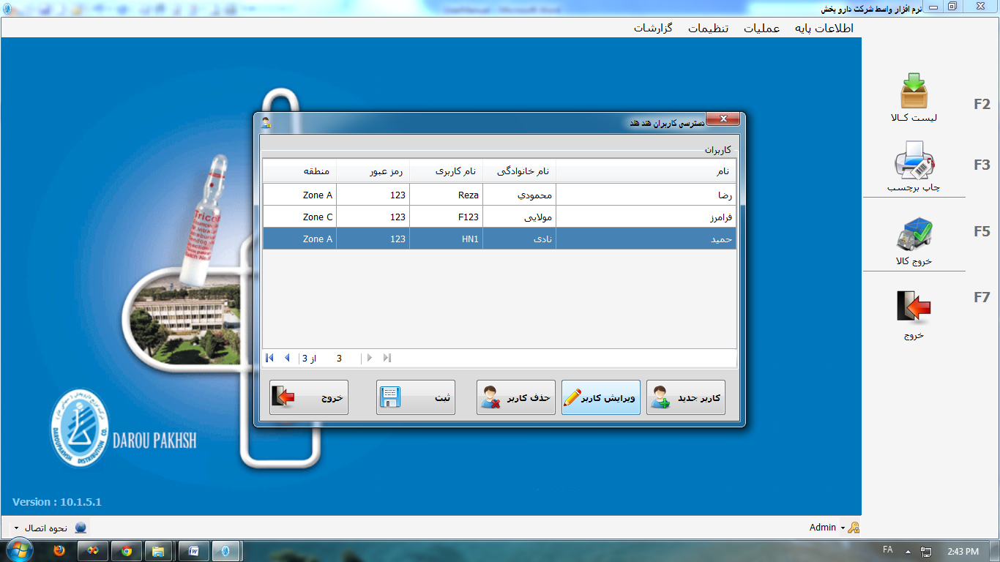 نرم افزار واسط شرکت دارو پخش
اطلاعات پایه
عملیات
تنظیمات
گزارشات
F2
لیست کـالا
F3
چاپ برچسب
F5
خروج کالا
F7
خروج
دسترسی کاربران هند هلد
کاربران
نام نام خانوادگی نام کاربری رمز عبور منطقه
رضا محمودي Reza 123 Zone A
فرامرز مولایی F123 123 Zone C
حمید نادی HN1 123 Zone A
3 از 3
کاربر جدید
ویرایش کاربر
حذف کاربر
ثبت
خروج
DAROU PAKHSH
DAROUPAKHSH DISTRIBUTION CO.
Version : 10.1.5.1
نحوه اتصال
Admin
FA
2:43 PM